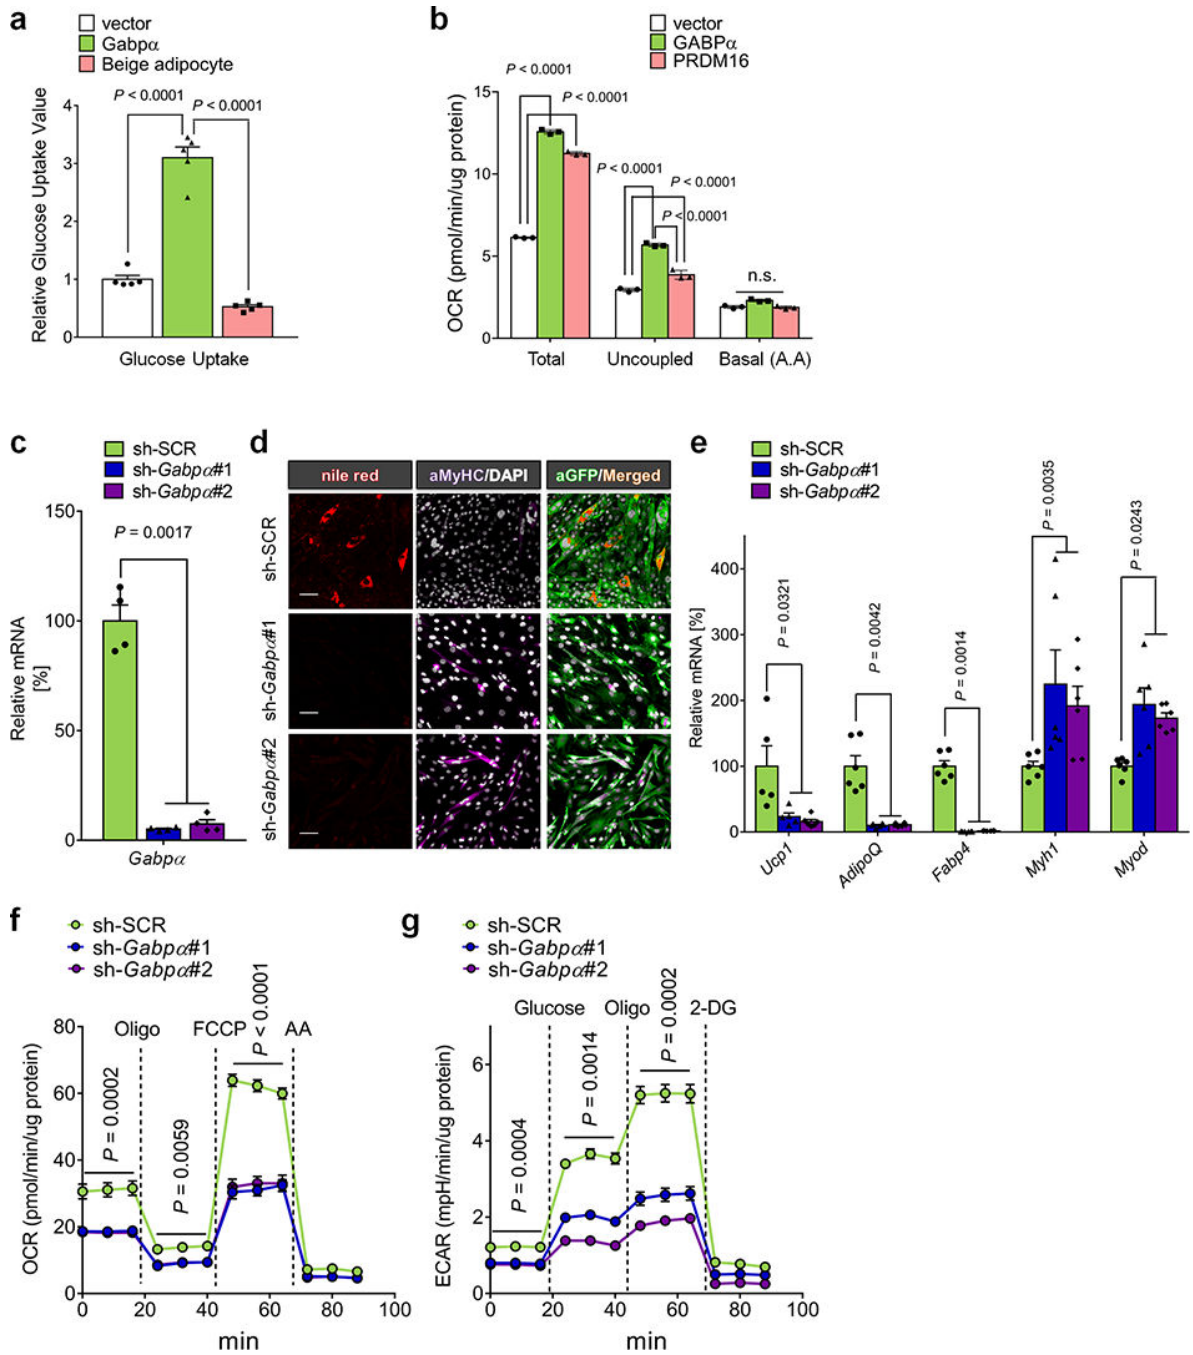 a
vector
Gabpα
Beige adipocyte
P < 0.0001
P < 0.0001
Relative Glucose Uptake Value
4
3
2
1
0
Glucose Uptake
b
vector
GABPα
PRDM16
P < 0.0001
P < 0.0001
P < 0.0001
P < 0.0001
P < 0.0001
n.s.
OCR (pmol/min/ug protein)
15
10
5
0
Total
Uncoupled
Basal (A.A)
c
sh-SCR
sh-Gabpα#1
sh-Gabpα#2
P = 0.0017
Relative mRNA
[%]
150
100
50
0
Gabpα
d
nile red
aMyHC/DAPI
aGFP/Merged
sh-SCR
sh-Gabpα#1
sh-Gabpα#2
e
sh-SCR
sh-Gabpα#1
sh-Gabpα#2
P = 0.0321
P = 0.0042
P = 0.0014
P = 0.0035
P = 0.0243
Relative mRNA [%]
400
300
200
100
0
Ucp1
AdipoQ
Fabp4
Myh1
Myod
f
sh-SCR
sh-Gabpα#1
sh-Gabpα#2
Oligo
FCCP
AA
P = 0.0002
P = 0.0059
P < 0.0001
OCR (pmol/min/ug protein)
80
60
40
20
0
0
20
40
60
80
100
min
g
sh-SCR
sh-Gabpα#1
sh-Gabpα#2
Glucose
Oligo
2-DG
P = 0.0004
P = 0.0014
P = 0.0002
ECAR (mpH/min/ug protein)
6
4
2
0
0
20
40
60
80
100
min